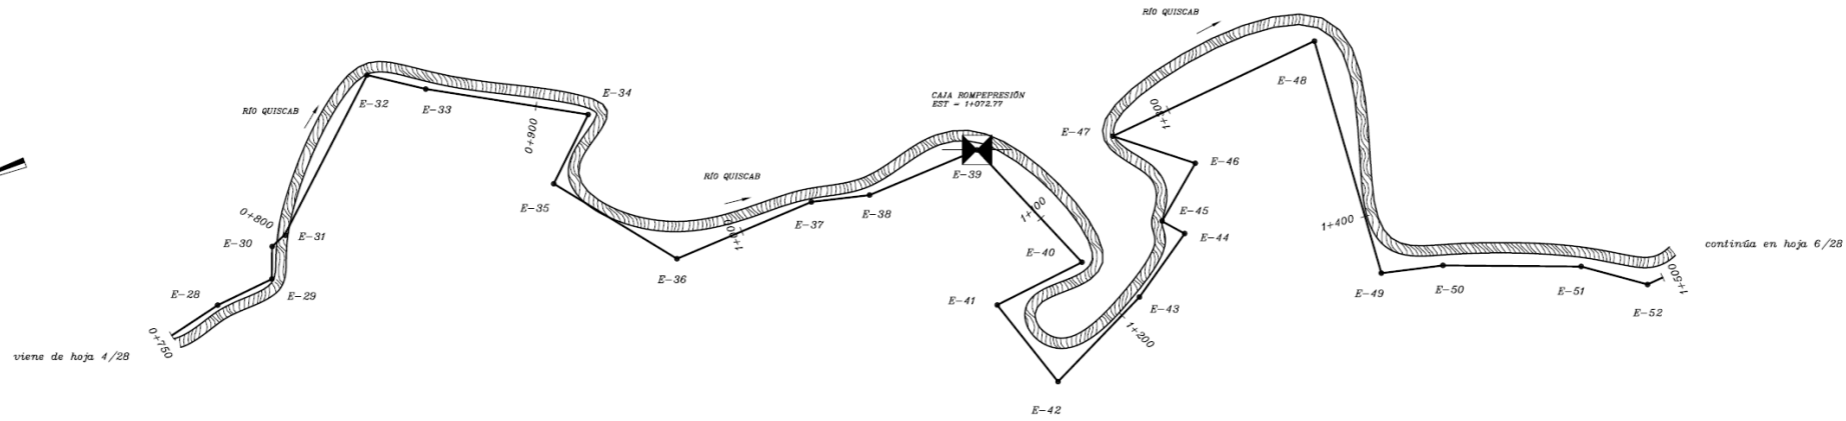 RÍO QUISCAB
RÍO QUISCAB
RÍO QUISCAB
CAJA ROMPEPRESIÓN
EST = 1+072.77
viene de hoja 4/28
0+750
E-28
E-29
E-30
0+800
E-31
E-32
E-33
0+900
E-34
E-35
E-36
1+000
E-37
E-38
E-39
1+100
E-40
E-41
E-42
1+200
E-43
E-44
E-45
E-46
E-47
1+300
E-48
1+400
E-49
E-50
E-51
E-52
1+500
continúa en hoja 6/28